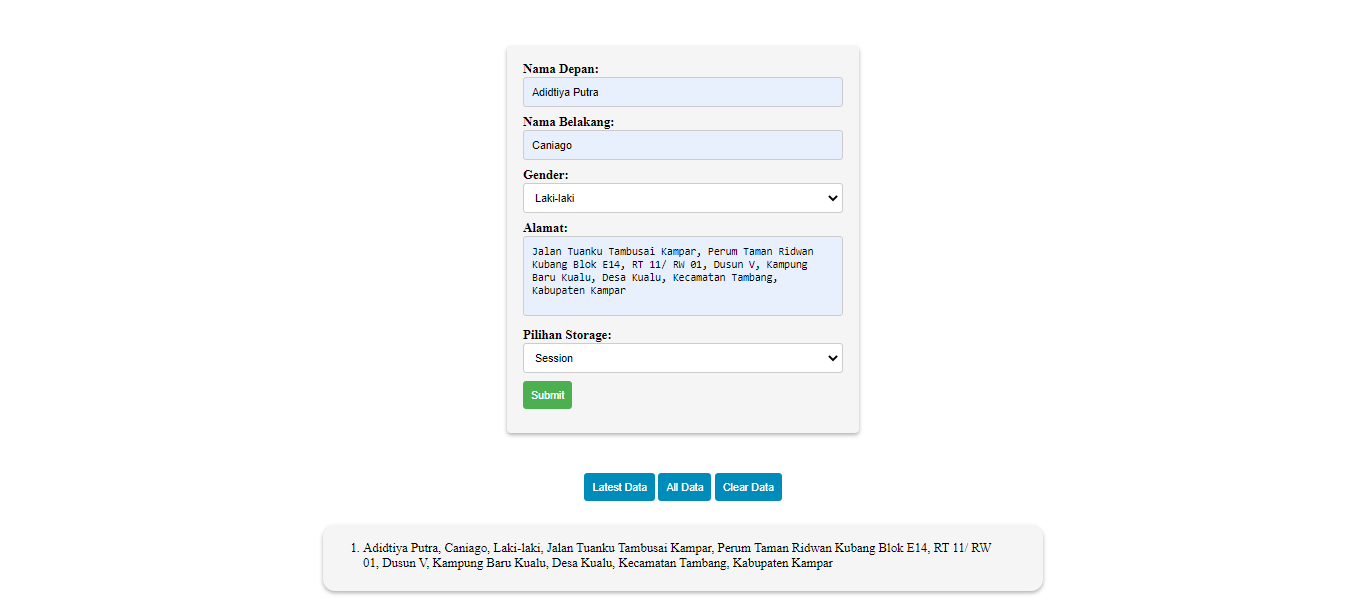 Nama Depan:
Adidtiya Putra
Nama Belakang:
Caniago
Gender:
Laki-laki
Alamat:
Jalan Tuanku Tambusai Kampar, Perum Taman Ridwan
Kubang Blok E14, RT 11/ RW 01, Dusun V, Kampung
Baru Kualu, Desa Kualu, Kecamatan Tambang,
Kabupaten Kampar
Pilihan Storage:
Session
Submit
Latest Data All Data Clear Data
1. Adidtiya Putra, Caniago, Laki-laki, Jalan Tuanku Tambusai Kampar, Perum Taman Ridwan Kubang Blok E14, RT 11/ RW
01, Dusun V, Kampung Baru Kualu, Desa Kualu, Kecamatan Tambang, Kabupaten Kampar